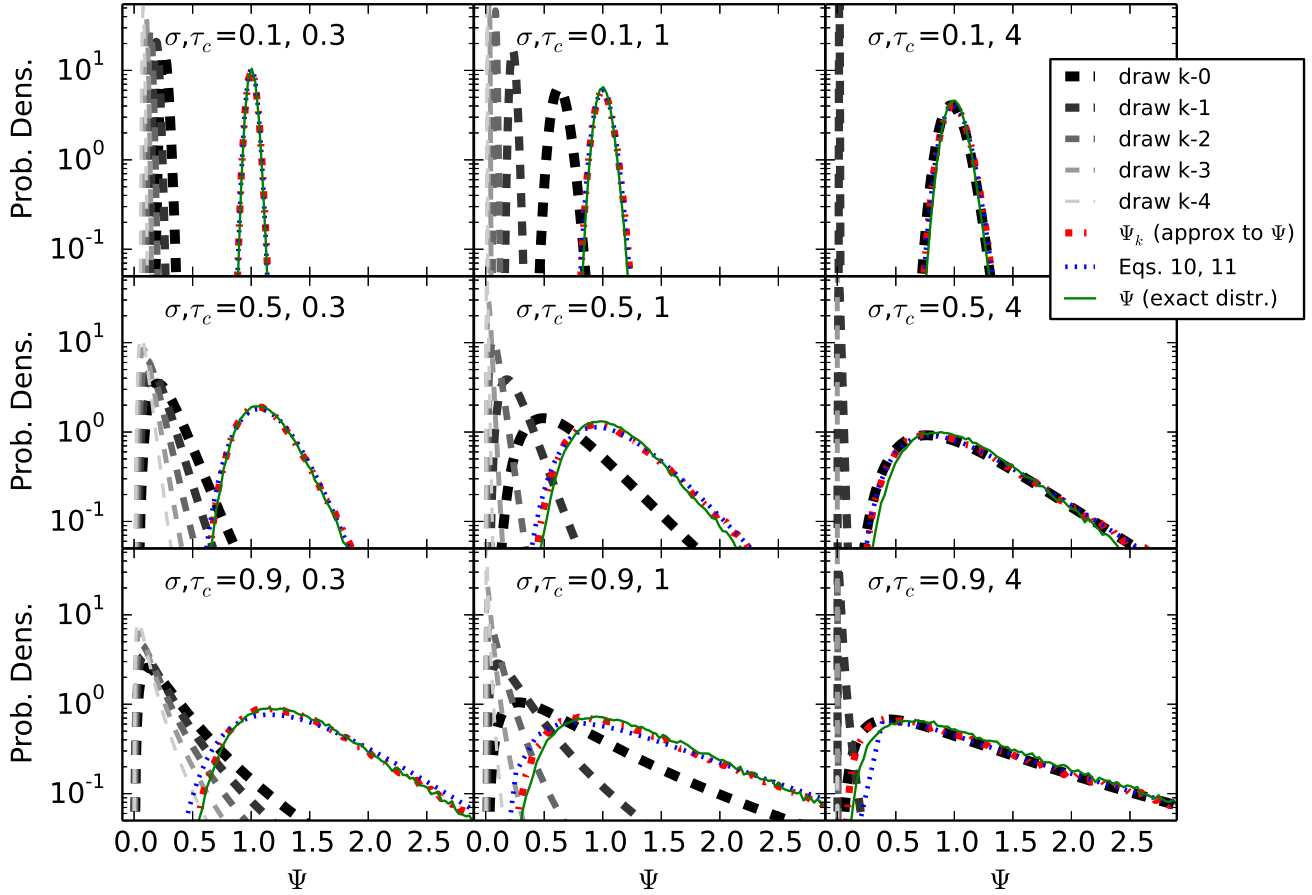 σ,τc=0.1, 0.3
σ,τc=0.1, 1
σ,τc=0.1, 4
Prob. Dens.
10¹
10⁰
10⁻¹
draw k-0
draw k-1
draw k-2
draw k-3
draw k-4
Ψk (approx to Ψ)
Eqs. 10, 11
Ψ (exact distr.)
σ,τc=0.5, 0.3
σ,τc=0.5, 1
σ,τc=0.5, 4
Prob. Dens.
10¹
10⁰
10⁻¹
σ,τc=0.9, 0.3
σ,τc=0.9, 1
σ,τc=0.9, 4
Prob. Dens.
10¹
10⁰
10⁻¹
0.0 0.5 1.0 1.5 2.0 2.5 0.0 0.5 1.0 1.5 2.0 2.5 0.0 0.5 1.0 1.5 2.0 2.5
Ψ Ψ Ψ